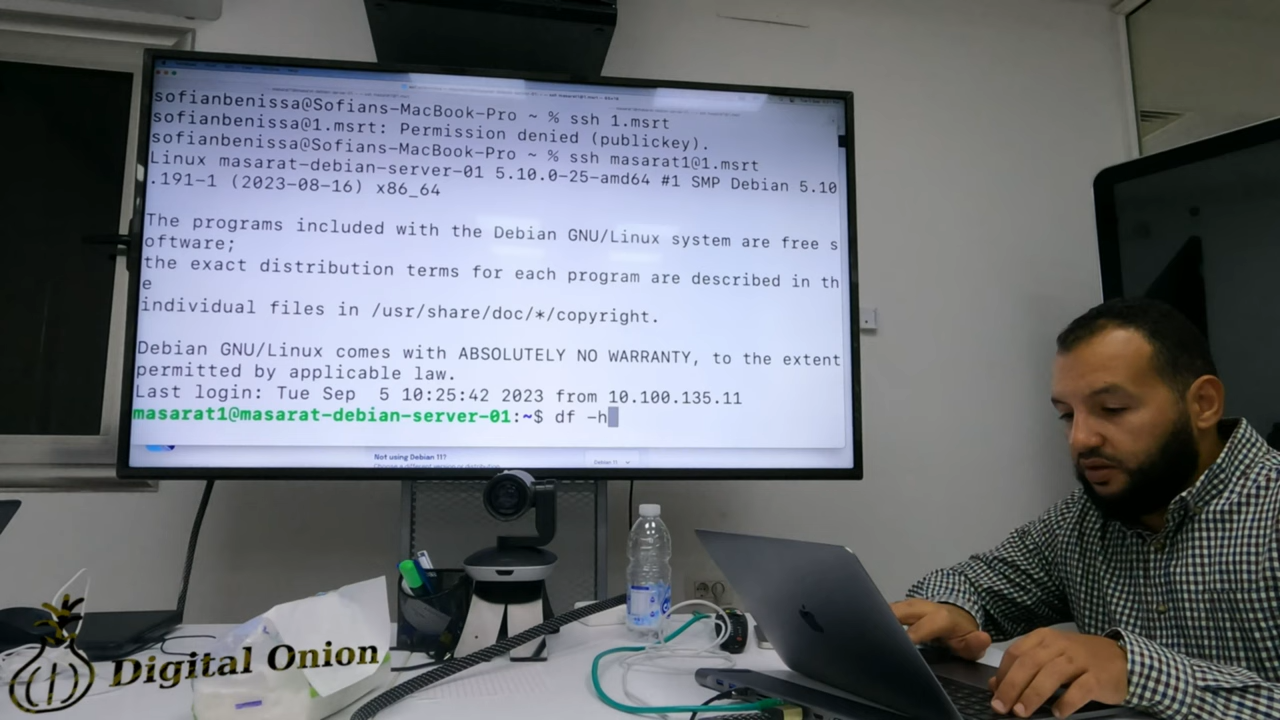 sofianbenissa@Sofians-MacBook-Pro ~ % ssh 1.msrt
sofianbenissa@1.msrt: Permission denied (publickey).
sofianbenissa@Sofians-MacBook-Pro ~ % ssh masarat1@1.msrt
Linux masarat-debian-server-01 5.10.0-25-amd64 #1 SMP Debian 5.10
.191-1 (2023-08-16) x86_64
The programs included with the Debian GNU/Linux system are free s
oftware;
the exact distribution terms for each program are described in th
e
individual files in /usr/share/doc/*/copyright.
Debian GNU/Linux comes with ABSOLUTELY NO WARRANTY, to the extent
permitted by applicable law.
Last login: Tue Sep  5 10:25:42 2023 from 10.100.135.11
masarat1@masarat-debian-server-01:~$ df -h
Not using Debian 11?
Debian 11
Digital Onion